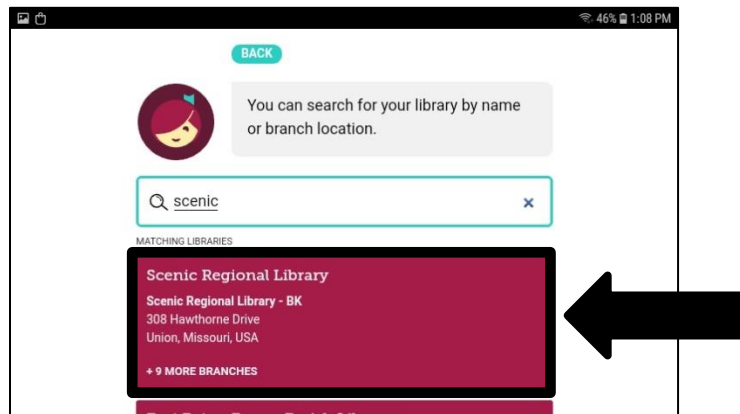 46% 1:08 PM
BACK
You can search for your library by name
or branch location.
scenic
MATCHING LIBRARIES
Scenic Regional Library
Scenic Regional Library - BK
308 Hawthorne Drive
Union, Missouri, USA
+ 9 MORE BRANCHES